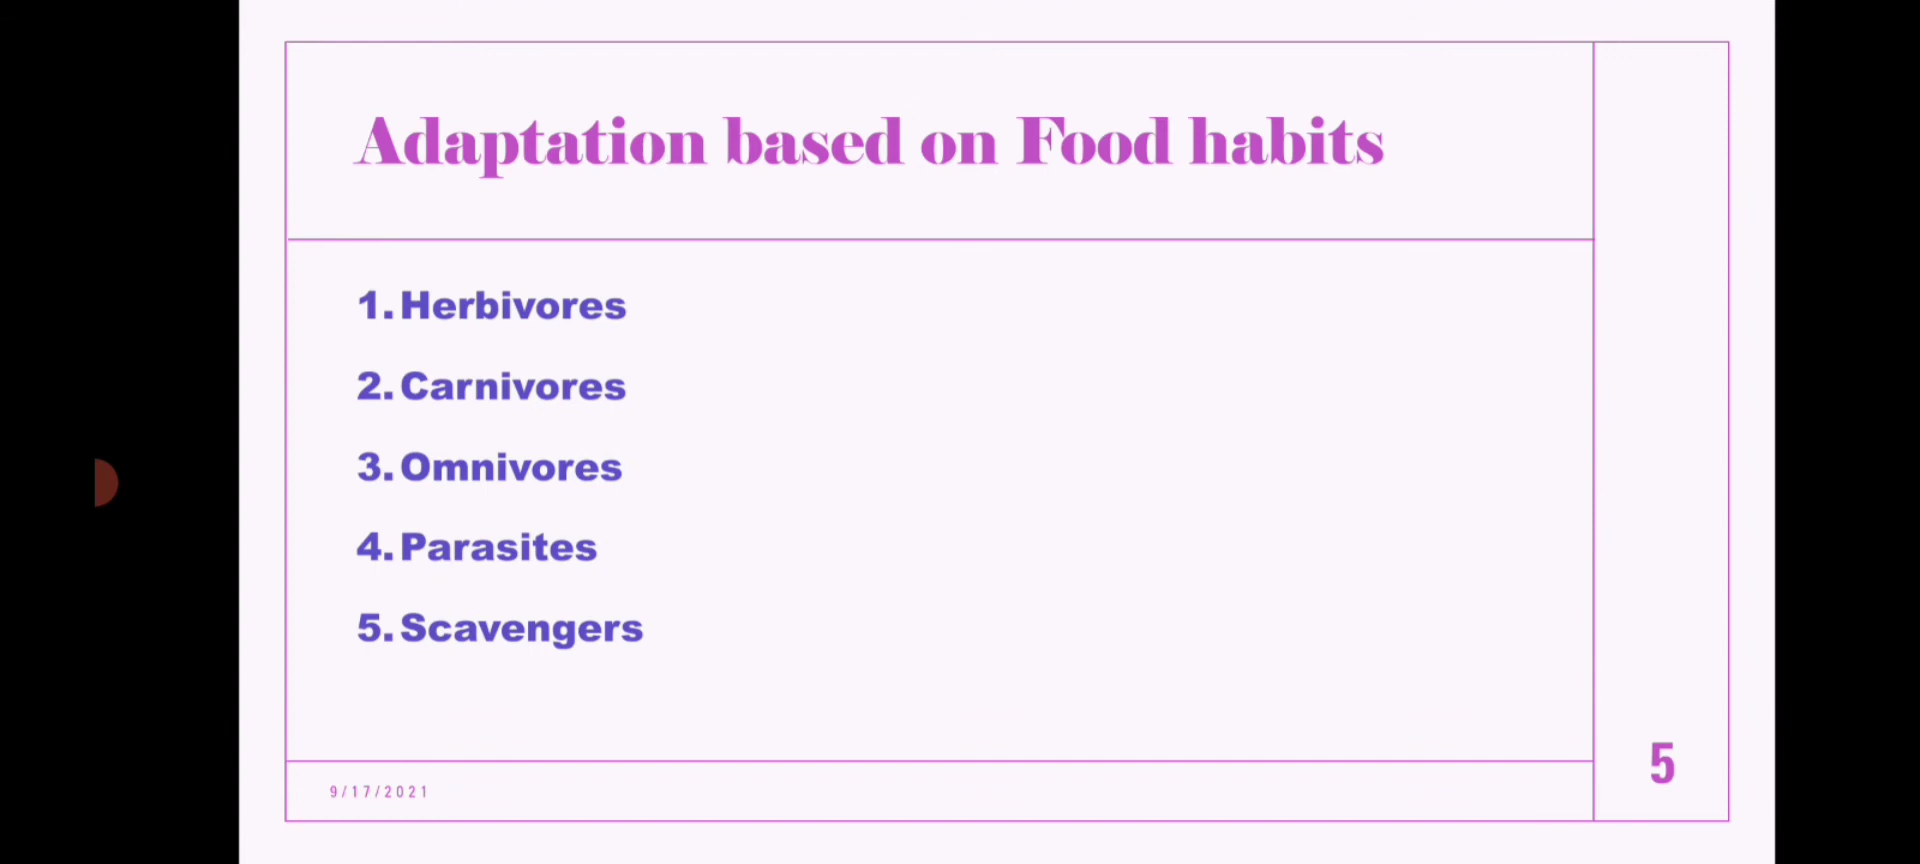 Adaptation based on Food habits
1. Herbivores
2. Carnivores
3. Omnivores
4. Parasites
5. Scavengers
9/17/2021
5